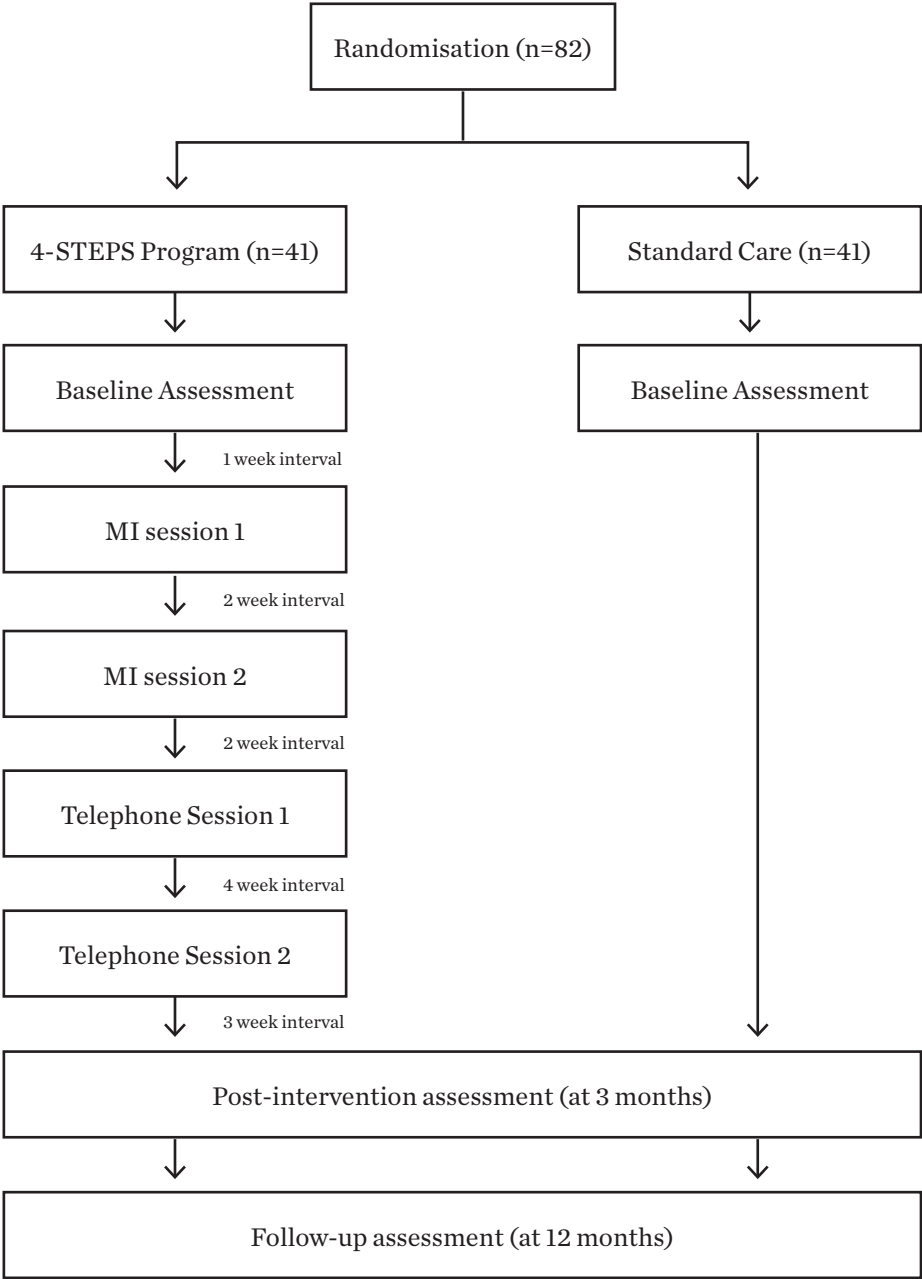 Randomisation (n=82)
4-STEPS Program (n=41)
Standard Care (n=41)
Baseline Assessment
Baseline Assessment
1 week interval
MI session 1
2 week interval
MI session 2
2 week interval
Telephone Session 1
4 week interval
Telephone Session 2
3 week interval
Post-intervention assessment (at 3 months)
Follow-up assessment (at 12 months)